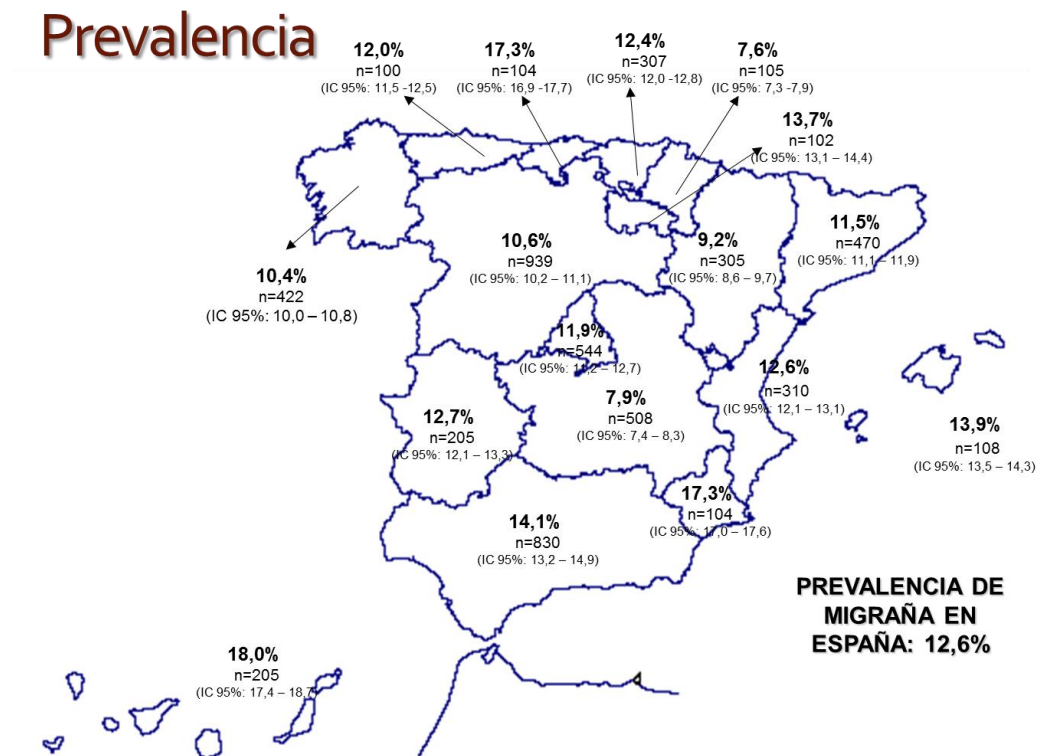 Prevalencia
12,0%
n=100
(IC 95%: 11,5 -12,5)
17,3%
n=104
(IC 95%: 16,9 -17,7)
12,4%
n=307
(IC 95%: 12,0 -12,8)
7,6%
n=105
(IC 95%: 7,3 -7,9)
13,7%
n=102
(IC 95%: 13,1 – 14,4)
10,4%
n=422
(IC 95%: 10,0 – 10,8)
10,6%
n=939
(IC 95%: 10,2 – 11,1)
9,2%
n=305
(IC 95%: 8,6 – 9,7)
11,5%
n=470
(IC 95%: 11,1 – 11,9)
11,9%
n=544
(IC 95%: 11,2 – 12,7)
12,6%
n=310
(IC 95%: 12,1 – 13,1)
12,7%
n=205
(IC 95%: 12,1 – 13,3)
7,9%
n=508
(IC 95%: 7,4 – 8,3)
13,9%
n=108
(IC 95%: 13,5 – 14,3)
17,3%
n=104
(IC 95%: 17,0 – 17,6)
14,1%
n=830
(IC 95%: 13,2 – 14,9)
PREVALENCIA DE
MIGRAÑA EN
ESPAÑA: 12,6%
18,0%
n=205
(IC 95%: 17,4 – 18,7)